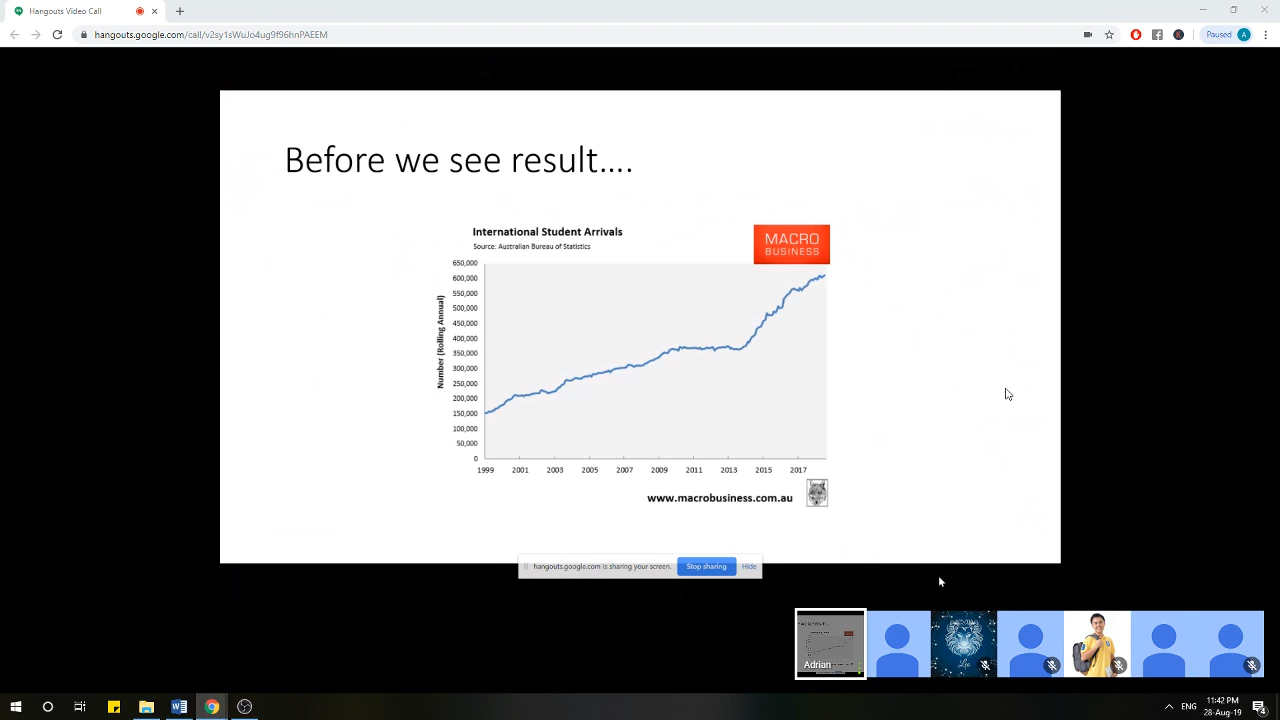 Hangouts Video Call
hangouts.google.com/call/v2sy1sWuJo4ug9f96hnPAEEM
Paused
A
Before we see result....
International Student Arrivals
Source: Australian Bureau of Statistics
MACRO
BUSINESS
Number (Rolling Annual)
650,000
600,000
550,000
500,000
450,000
400,000
350,000
300,000
250,000
200,000
150,000
100,000
50,000
0
1999 2001 2003 2005 2007 2009 2011 2013 2015 2017
www.macrobusiness.com.au
hangouts.google.com is sharing your screen. Stop sharing Hide
Adrian
ENG
11:42 PM
28-Aug-19